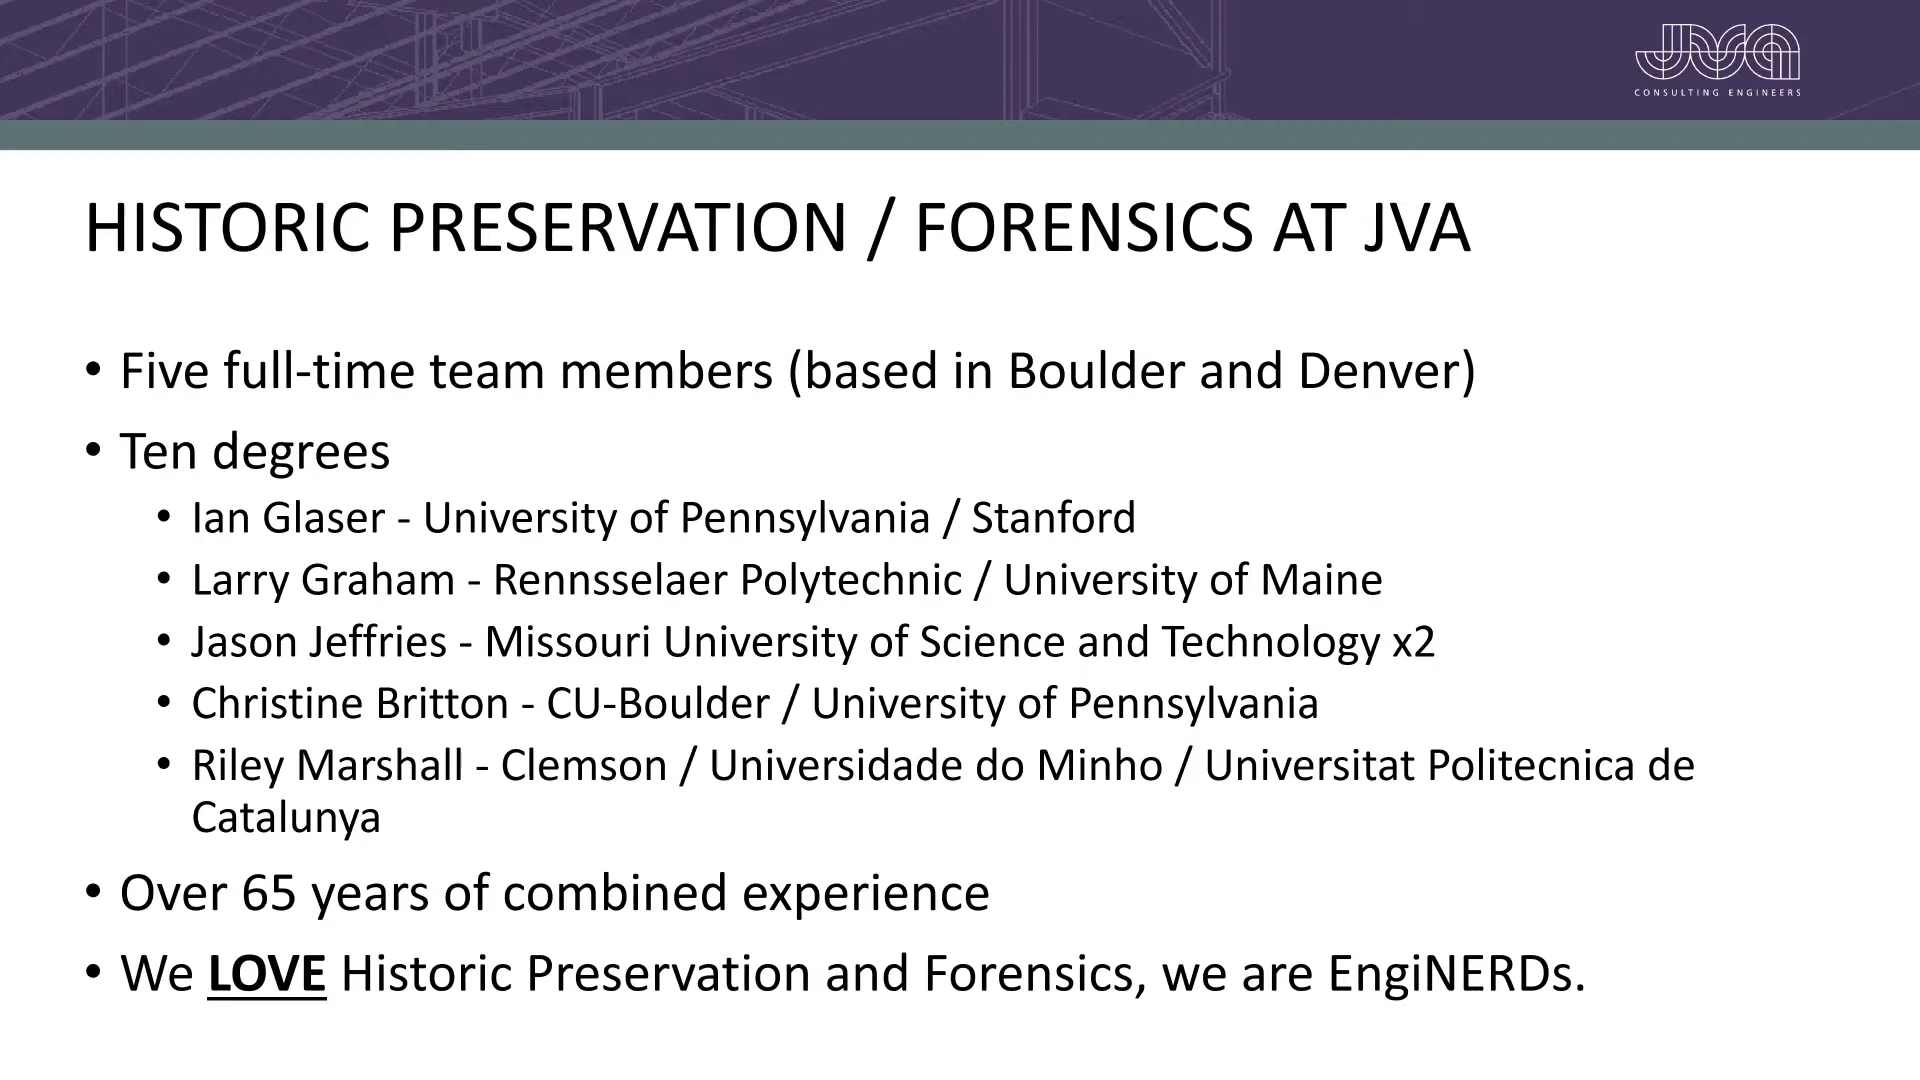 JVA
CONSULTING ENGINEERS
HISTORIC PRESERVATION / FORENSICS AT JVA
• Five full-time team members (based in Boulder and Denver)
• Ten degrees
• Ian Glaser - University of Pennsylvania / Stanford
• Larry Graham - Rennsselaer Polytechnic / University of Maine
• Jason Jeffries - Missouri University of Science and Technology x2
• Christine Britton - CU-Boulder / University of Pennsylvania
• Riley Marshall - Clemson / Universidade do Minho / Universitat Politecnica de
Catalunya
• Over 65 years of combined experience
• We LOVE Historic Preservation and Forensics, we are EngiNERDs.